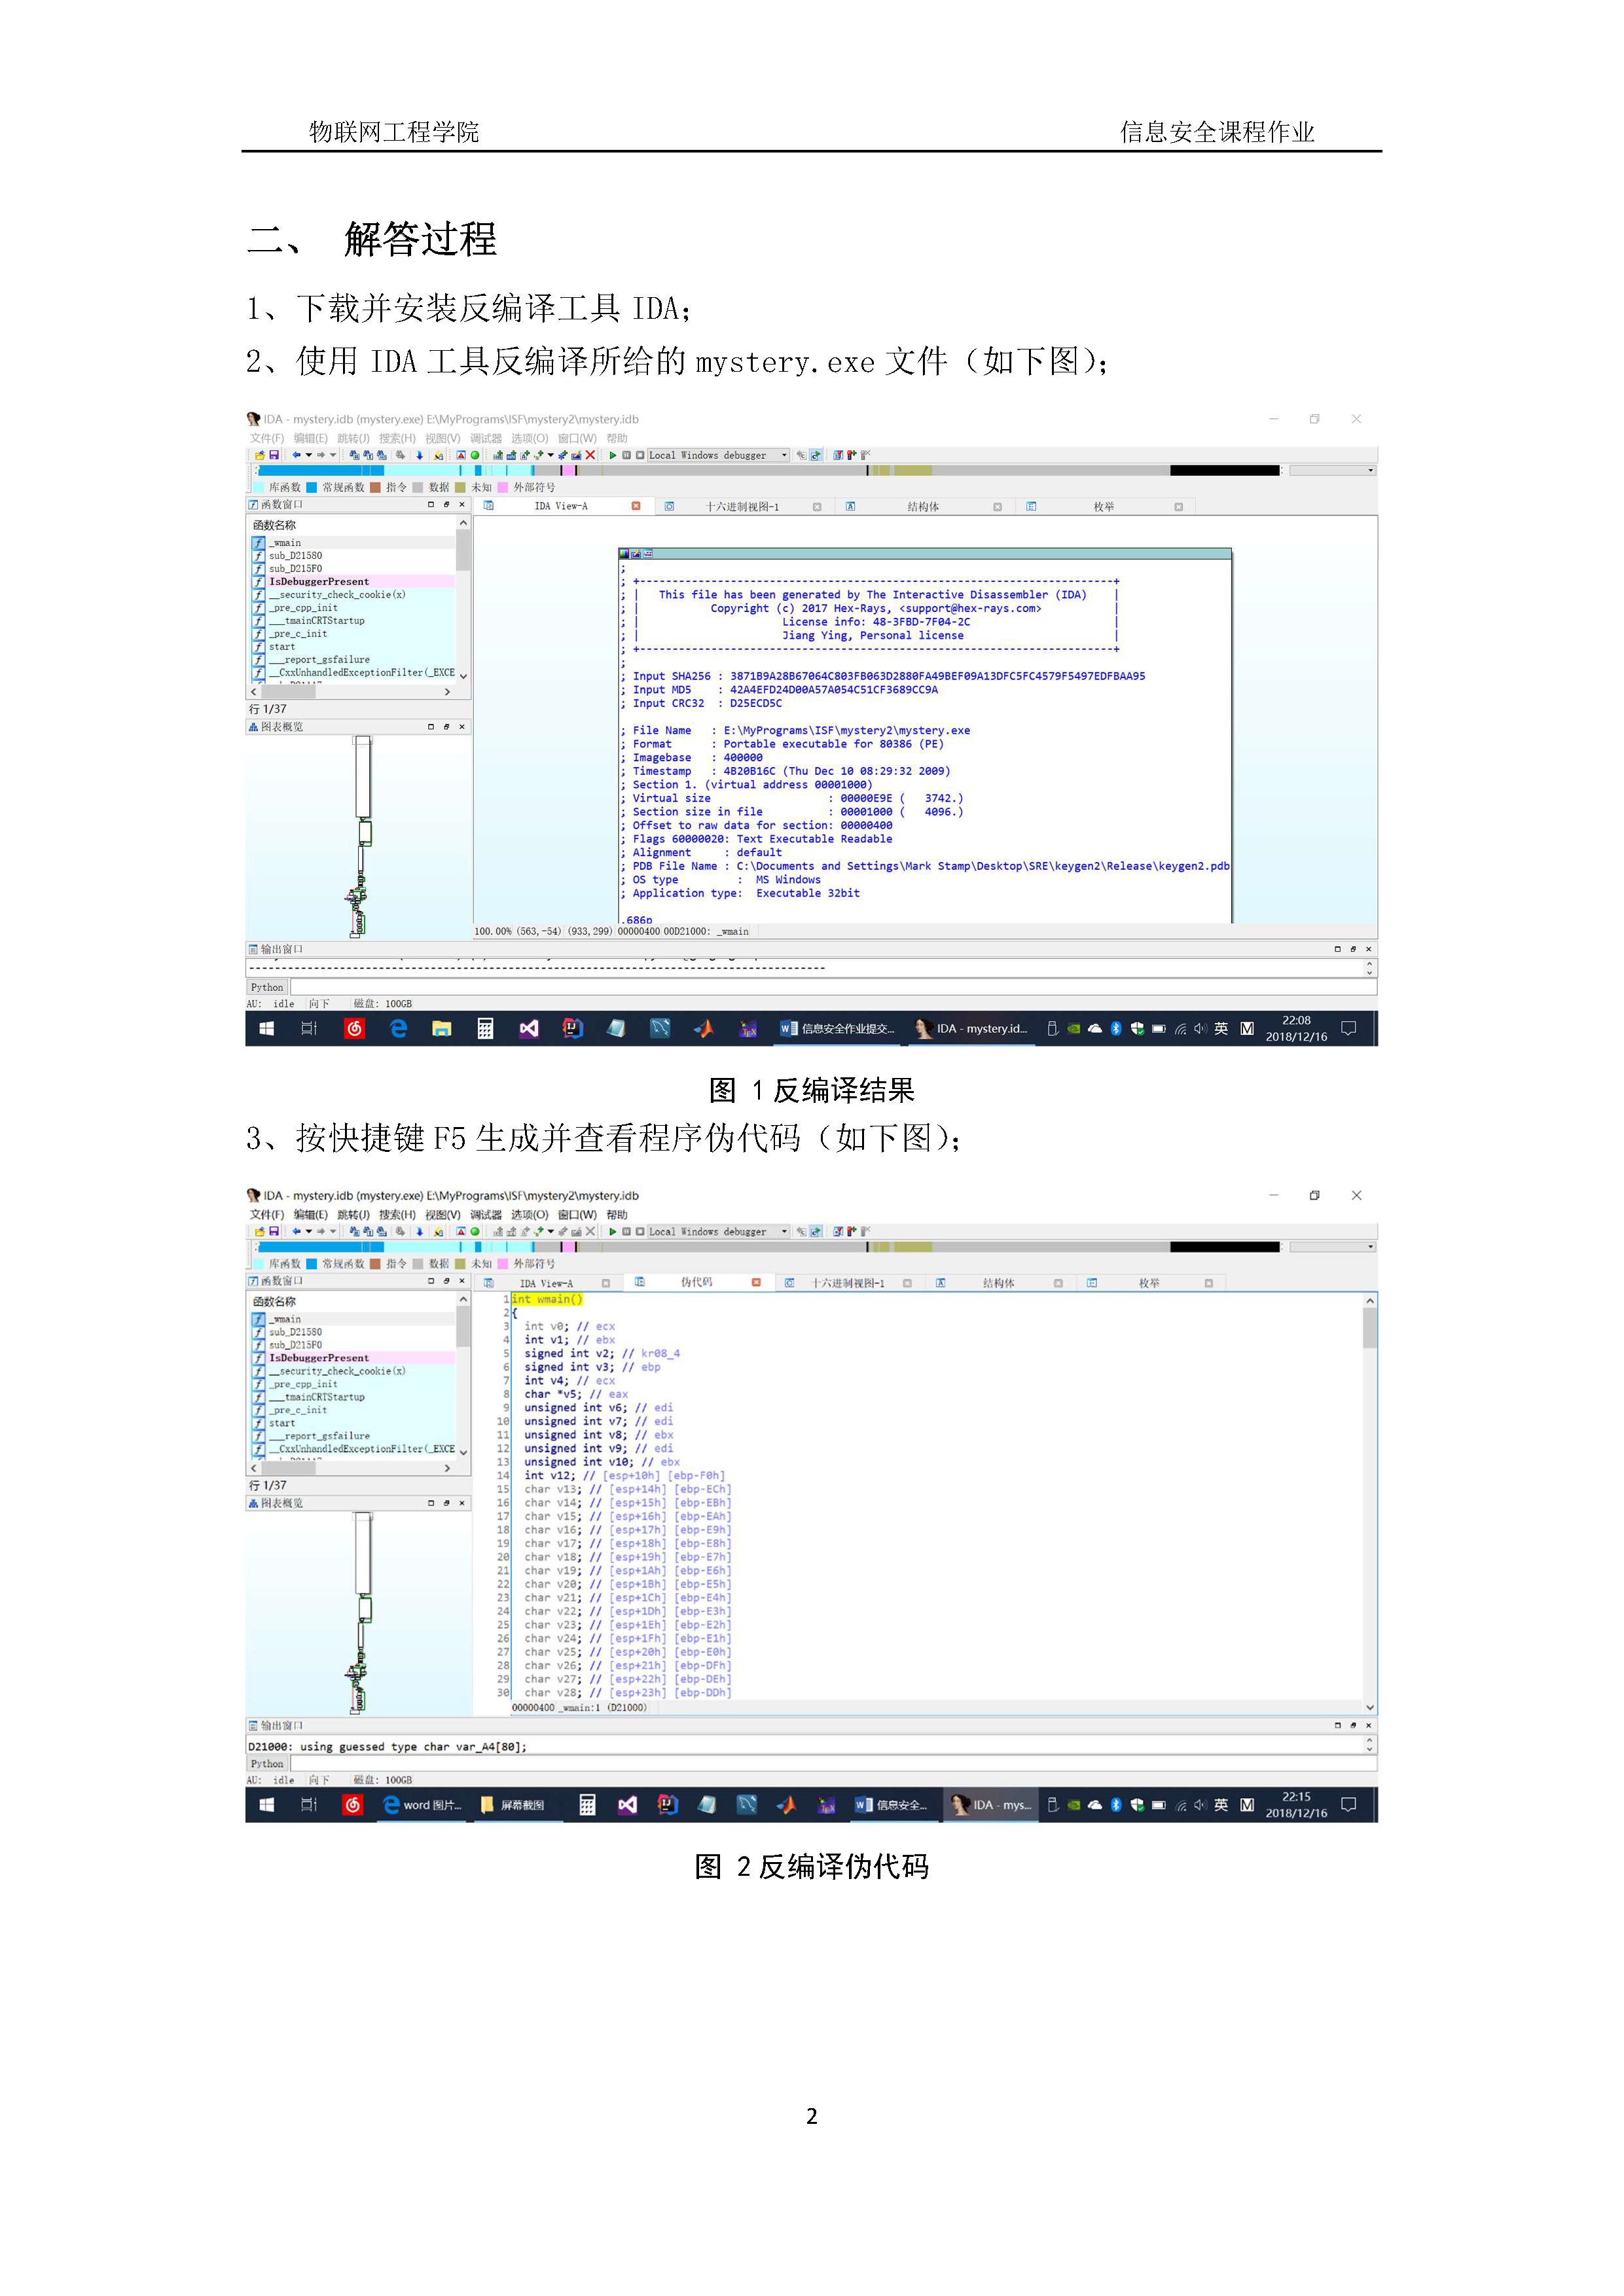 物联网工程学院 信息安全课程作业
二、 解答过程
1、下载并安装反编译工具 IDA；
2、使用 IDA 工具反编译所给的 mystery.exe 文件（如下图）；
IDA - mystery.idb (mystery.exe) E:\MyPrograms\ISF\mystery2\mystery.idb
文件(F) 编辑(E) 跳转(J) 搜索(H) 视图(V) 调试器 选项(O) 窗口(W) 帮助
Local Windows debugger
库函数 常规函数 指令 数据 未知 外部符号
函数窗口 IDA View-A 十六进制视图-1 结构体 枚举
函数名称
_wmain
sub_D21580
sub_D215F0
IsDebuggerPresent
__security_check_cookie(x)
_pre_cpp_init
___tmainCRTStartup
_pre_c_init
start
___report_gsfailure
__CxxUnhandledExceptionFilter(_EXCE
行 1/37
图表概览
;
; +-------------------------------------------------------------------------+
; | This file has been generated by The Interactive Disassembler (IDA) |
; | Copyright (c) 2017 Hex-Rays, <support@hex-rays.com> |
; | License info: 48-3FBD-7F04-2C |
; | Jiang Ying, Personal license |
; +-------------------------------------------------------------------------+
;
; Input SHA256 : 3871B9A28B67064C803FB063D2880FA49BEF09A13DFC5FC4579F5497EDFBAA95
; Input MD5 : 42A4EFD24D00A57A054C51CF3689CC9A
; Input CRC32 : D25ECD5C
; File Name : E:\MyPrograms\ISF\mystery2\mystery.exe
; Format : Portable executable for 80386 (PE)
; Imagebase : 400000
; Timestamp : 4B20B16C (Thu Dec 10 08:29:32 2009)
; Section 1. (virtual address 00001000)
; Virtual size : 00000E9E ( 3742.)
; Section size in file : 00001000 ( 4096.)
; Offset to raw data for section: 00000400
; Flags 60000020: Text Executable Readable
; Alignment : default
; PDB File Name : C:\Documents and Settings\Mark Stamp\Desktop\SRE\keygen2\Release\keygen2.pdb
; OS type : MS Windows
; Application type: Executable 32bit
.686p
100.00% (563,-54) (933,299) 00000400 00D21000: _wmain
输出窗口
Python
AU: idle 向下 磁盘: 100GB
信息安全作业提交... IDA - mystery.id... 英 M 22:08
2018/12/16
图 1 反编译结果
3、按快捷键 F5 生成并查看程序伪代码（如下图）；
IDA - mystery.idb (mystery.exe) E:\MyPrograms\ISF\mystery2\mystery.idb
文件(F) 编辑(E) 跳转(J) 搜索(H) 视图(V) 调试器 选项(O) 窗口(W) 帮助
Local Windows debugger
库函数 常规函数 指令 数据 未知 外部符号
函数窗口 IDA View-A 伪代码 十六进制视图-1 结构体 枚举
函数名称
_wmain
sub_D21580
sub_D215F0
IsDebuggerPresent
__security_check_cookie(x)
_pre_cpp_init
___tmainCRTStartup
_pre_c_init
start
___report_gsfailure
__CxxUnhandledExceptionFilter(_EXCE
行 1/37
图表概览
1 int wmain()
2 {
3 int v0; // ecx
4 int v1; // ebx
5 signed int v2; // kr08_4
6 signed int v3; // ebp
7 int v4; // ecx
8 char *v5; // eax
9 unsigned int v6; // edi
10 unsigned int v7; // edi
11 unsigned int v8; // ebx
12 unsigned int v9; // edi
13 unsigned int v10; // ebx
14 int v12; // [esp+10h] [ebp-F0h]
15 char v13; // [esp+14h] [ebp-ECh]
16 char v14; // [esp+15h] [ebp-EBh]
17 char v15; // [esp+16h] [ebp-EAh]
18 char v16; // [esp+17h] [ebp-E9h]
19 char v17; // [esp+18h] [ebp-E8h]
20 char v18; // [esp+19h] [ebp-E7h]
21 char v19; // [esp+1Ah] [ebp-E6h]
22 char v20; // [esp+1Bh] [ebp-E5h]
23 char v21; // [esp+1Ch] [ebp-E4h]
24 char v22; // [esp+1Dh] [ebp-E3h]
25 char v23; // [esp+1Eh] [ebp-E2h]
26 char v24; // [esp+1Fh] [ebp-E1h]
27 char v25; // [esp+20h] [ebp-E0h]
28 char v26; // [esp+21h] [ebp-DFh]
29 char v27; // [esp+22h] [ebp-DEh]
30 char v28; // [esp+23h] [ebp-DDh]
00000400 _wmain:1 (D21000)
输出窗口
D21000: using guessed type char var_A4[80];
Python
AU: idle 向下 磁盘: 100GB
word 图片... 屏幕截图 信息安全... IDA - mys... 英 M 22:15
2018/12/16
图 2 反编译伪代码
2